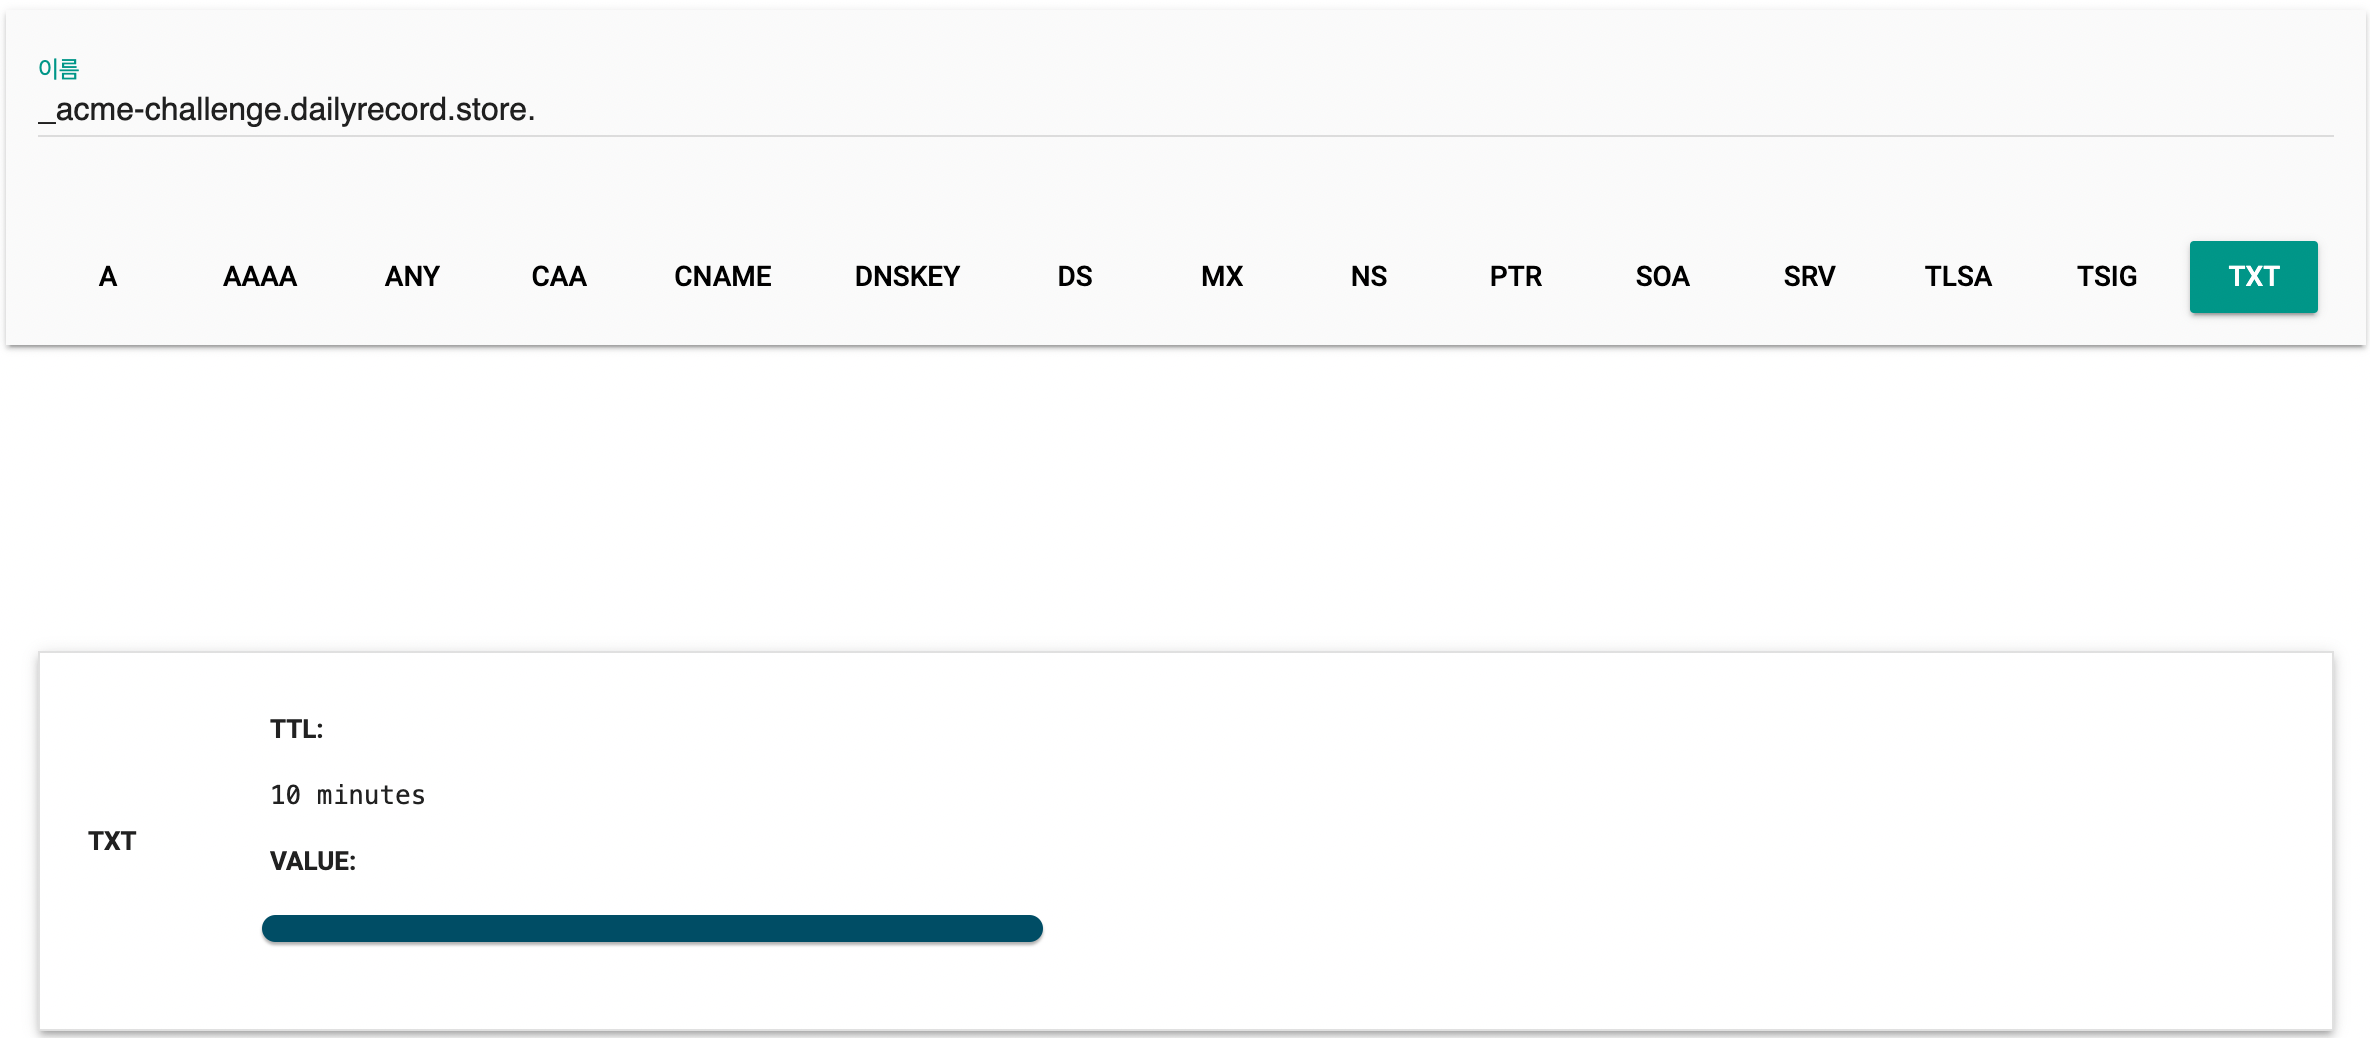 이름
_acme-challenge.dailyrecord.store.
A AAAA ANY CAA CNAME DNSKEY DS MX NS PTR SOA SRV TLSA TSIG TXT
TTL:
10 minutes
TXT
VALUE: